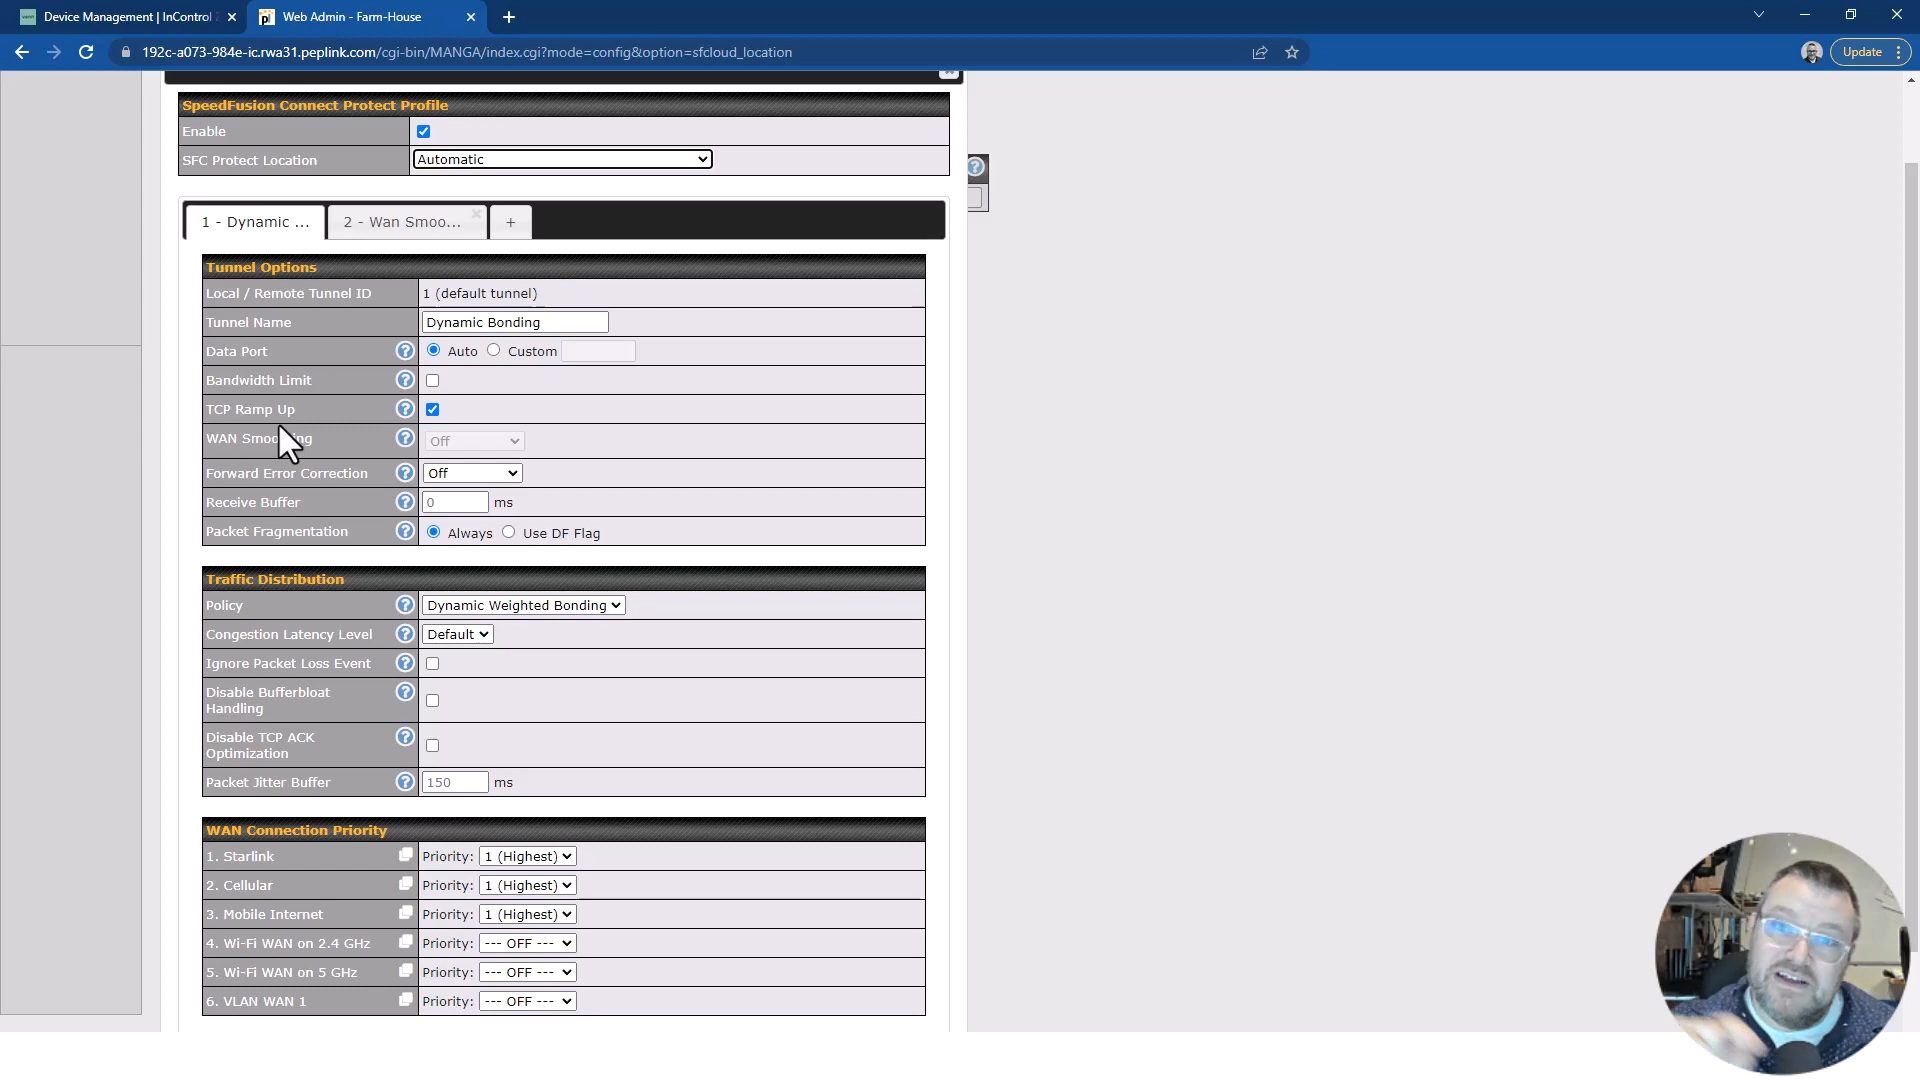 Device Management | InControl 2
Web Admin - Farm-House
192c-a073-984e-ic.rwa31.peplink.com/cgi-bin/MANGA/index.cgi?mode=config&option=sfcloud_location
Update
SpeedFusion Connect Protect Profile
Enable
SFC Protect Location Automatic
1 - Dynamic ... 2 - Wan Smoo... +
Tunnel Options
Local / Remote Tunnel ID 1 (default tunnel)
Tunnel Name Dynamic Bonding
Data Port ? Auto Custom
Bandwidth Limit ?
TCP Ramp Up ?
WAN ? Off
Forward Error Correction ? Off
Receive Buffer ? 0 ms
Packet Fragmentation ? Always Use DF Flag
Traffic Distribution
Policy ? Dynamic Weighted Bonding
Congestion Latency Level ? Default
Ignore Packet Loss Event ?
Disable Bufferbloat ?
Handling
Disable TCP ACK ?
Optimization
Packet Jitter Buffer ? 150 ms
WAN Connection Priority
1. Starlink Priority: 1 (Highest)
2. Cellular Priority: 1 (Highest)
3. Mobile Internet Priority: 1 (Highest)
4. Wi-Fi WAN on 2.4 GHz Priority: --- OFF ---
5. Wi-Fi WAN on 5 GHz Priority: --- OFF ---
6. VLAN WAN 1 Priority: --- OFF ---